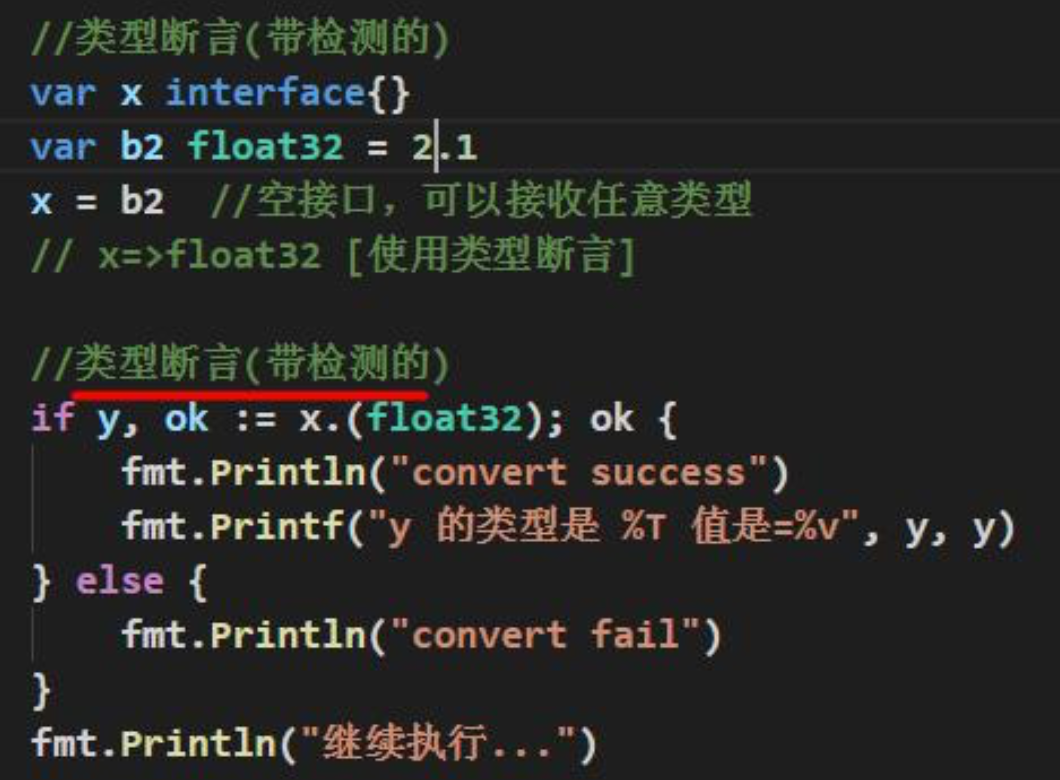 //类型断言(带检测的)
var x interface{}
var b2 float32 = 2.1
x = b2  //空接口，可以接收任意类型
// x=>float32 [使用类型断言]
//类型断言(带检测的)
if y, ok := x.(float32); ok {
    fmt.Println("convert success")
    fmt.Printf("y 的类型是 %T 值是=%v", y, y)
} else {
    fmt.Println("convert fail")
}
fmt.Println("继续执行...")